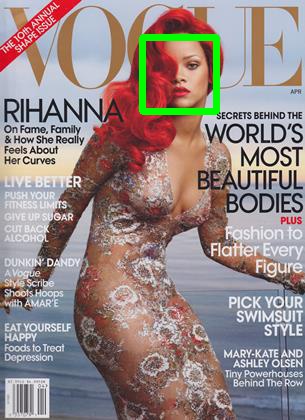 THE 10TH ANNUAL
SHAPE ISSUE
VOGUE
APR
RIHANNA
On Fame, Family
& How She Really
Feels About
Her Curves
SECRETS BEHIND THE
WORLD'S
MOST
BEAUTIFUL
BODIES
PLUS
Fashion to
Flatter Every
Figure
LIVE BETTER
PUSH YOUR
FITNESS LIMITS
GIVE UP SUGAR
CUT BACK
ALCOHOL
DUNKIN' DANDY
A Vogue
Style Scribe
Shoots Hoops
with AMAR'E
EAT YOURSELF
HAPPY
Foods to Treat
Depression
PICK YOUR
SWIMSUIT
STYLE
MARY-KATE AND
ASHLEY OLSEN
Tiny Powerhouses
Behind The Row